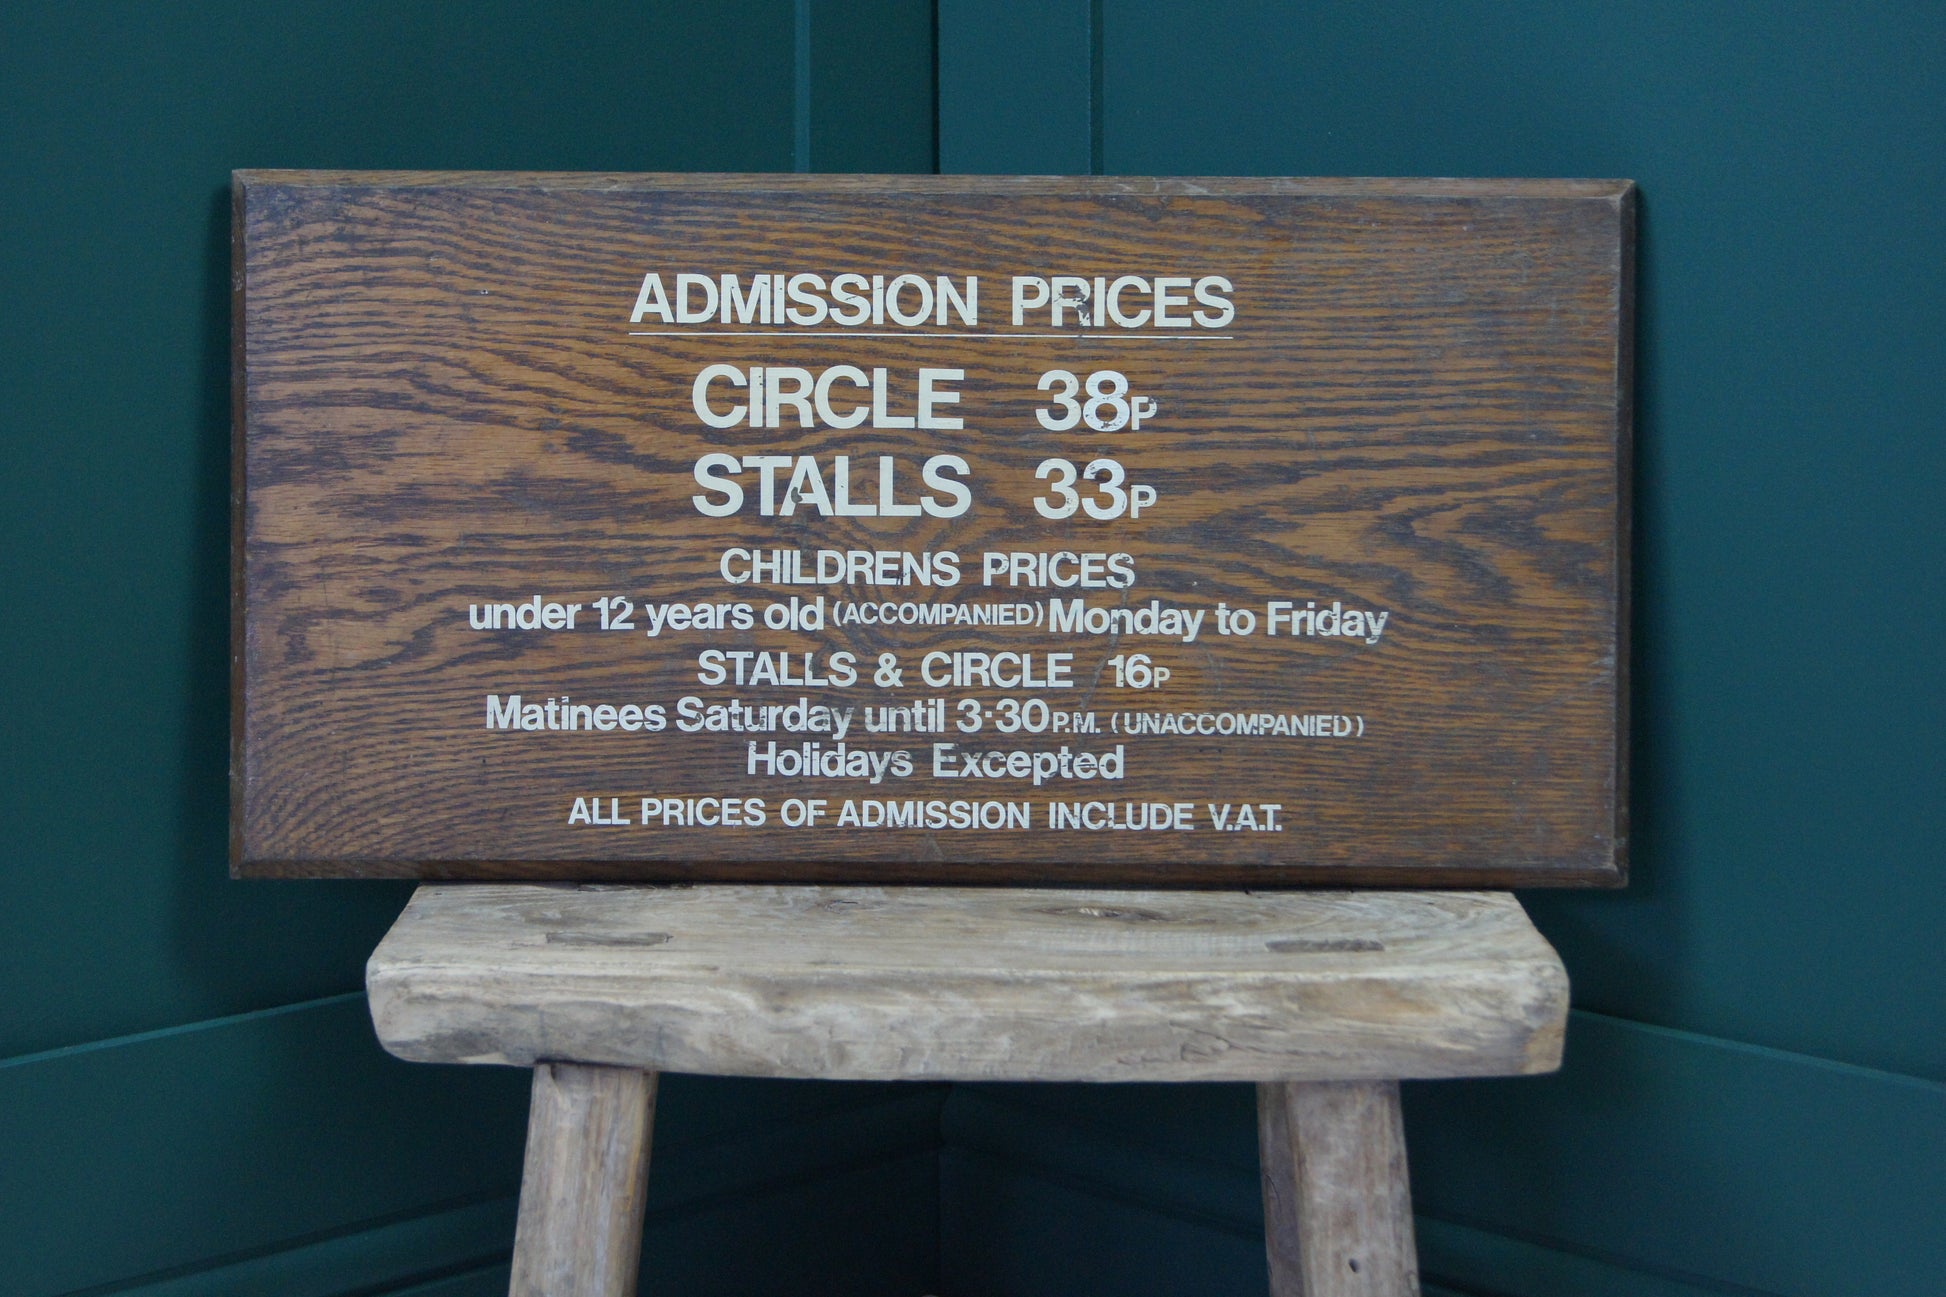 ADMISSION PRICES
CIRCLE 38P
STALLS 33P
CHILDRENS PRICES
under 12 years old (ACCOMPANIED) Monday to Friday
STALLS & CIRCLE 16P
Matinees Saturday until 3·30P.M. (UNACCOMPANIED)
Holidays Excepted
ALL PRICES OF ADMISSION INCLUDE V.A.T.